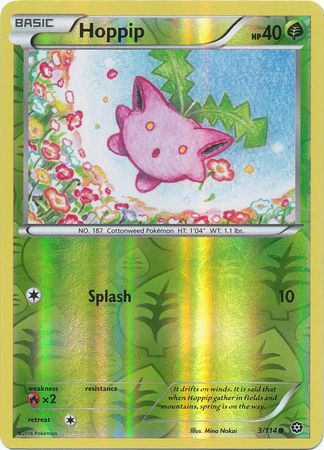 BASIC
Hoppip
HP40
NO. 187 Cottonweed Pokémon HT: 1'04" WT: 1.1 lbs.
Splash 10
weakness resistance
×2
retreat
It drifts on winds. It is said that
when Hoppip gather in fields and
mountains, spring is on the way.
©2016 Pokémon
Illus. Mina Nakai
3/114